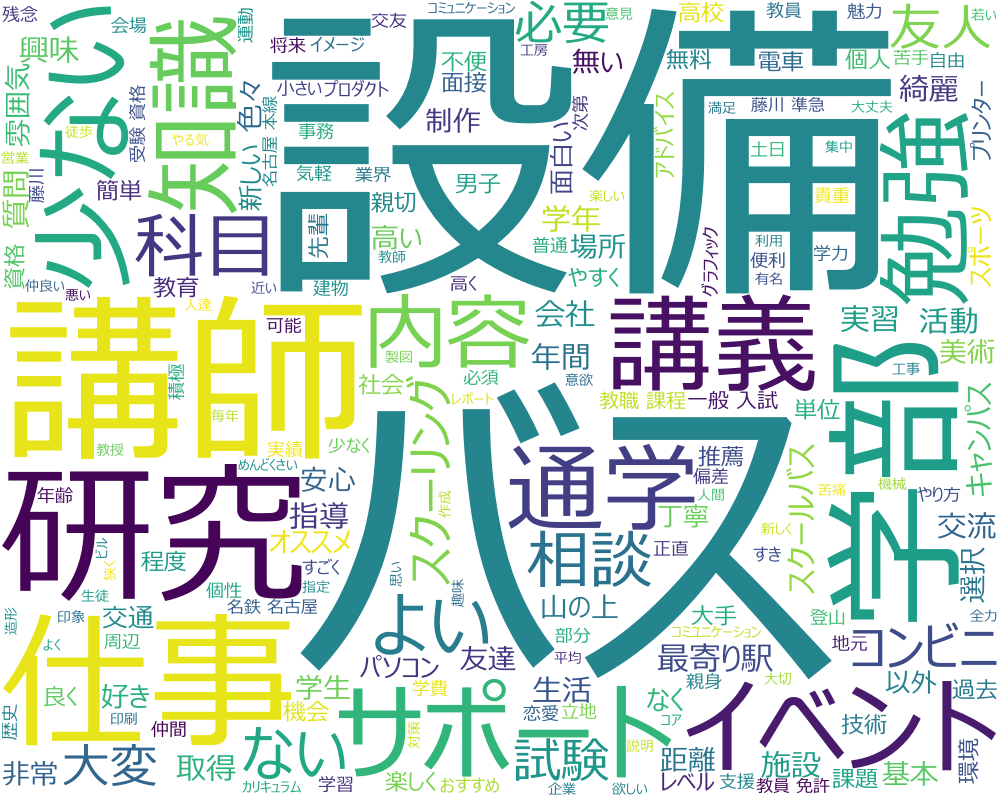 設備
バス
講師
学部
研究
仕事
講義
サポート
イベント
知識
少ない
勉強
通学
内容
科目
相談
よい
ない
必要
友人
大変
試験
コンビニ
スクーリング
残念
会場
運動
将来
イメージ
交友
コミュニケーション
工房
意見
高校
教員
魅力
若い
興味
雰囲気
徒歩
受験 資格
やる気
営業
藤川
質問
資格
簡単
仲良い
悪い
新しい
色々
名古屋 本線
小さいプロダクト
事務
気軽
業界
先輩
教師
近い
教育
建物
不便
面接
制作
男子
親切
高い
高く
普通
面白い
次第
無い
学年
場所
やすく
無料
電車
個人
苦手
自由
綺麗
満足
藤川 準急
大丈夫
アドバイス
土日
集中
貴重
グラフィック
利用
便利
有名
学力
プリンター
スポーツ
会社
年間
実習
活動
美術
人達
可能
製図
必須
社会
積極
毎年
教授
実績
少なく
レポート
意欲
教職 課程
一般 入試
単位
キャンパス
工事
めんどくさい
年齢
安心
指導
オススメ
すごく
指定
作成
推薦
偏差
人間
丁寧
正直
苦痛
新しく
すき
スクールバス
機械
やり方
交流
選択
全力
ビル
狭く
程度
個性
生徒
名鉄 名古屋
思い
趣味
山の上
部分
大手
コミユニケーション
登山
地元
造形
印象
交通
よく
周辺
パソコン
友達
平均
最寄り駅
親身
大切
以外
過去
歴史
良く
好き
印刷
仲間
機会
学生
学費
対策
生活
恋愛
立地
なく
コア
説明
距離
技術
環境
非常
取得
カリキュラム
学習
楽しく
おすすめ
企業
欲しい
レベル
支援
施設
教員 免許
課題
基本
楽しい